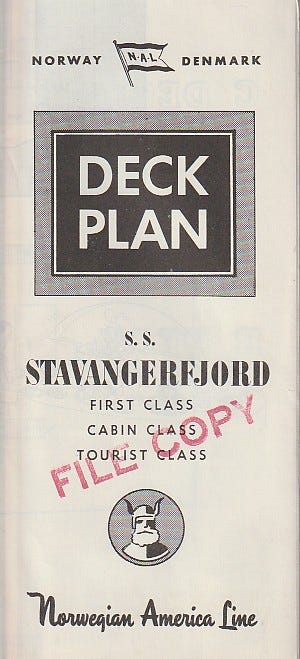 NORWAY N·A·L DENMARK
DECK
PLAN
S. S.
STAVANGERFJORD
FIRST CLASS
CABIN CLASS
TOURIST CLASS
FILE COPY
Norwegian America Line